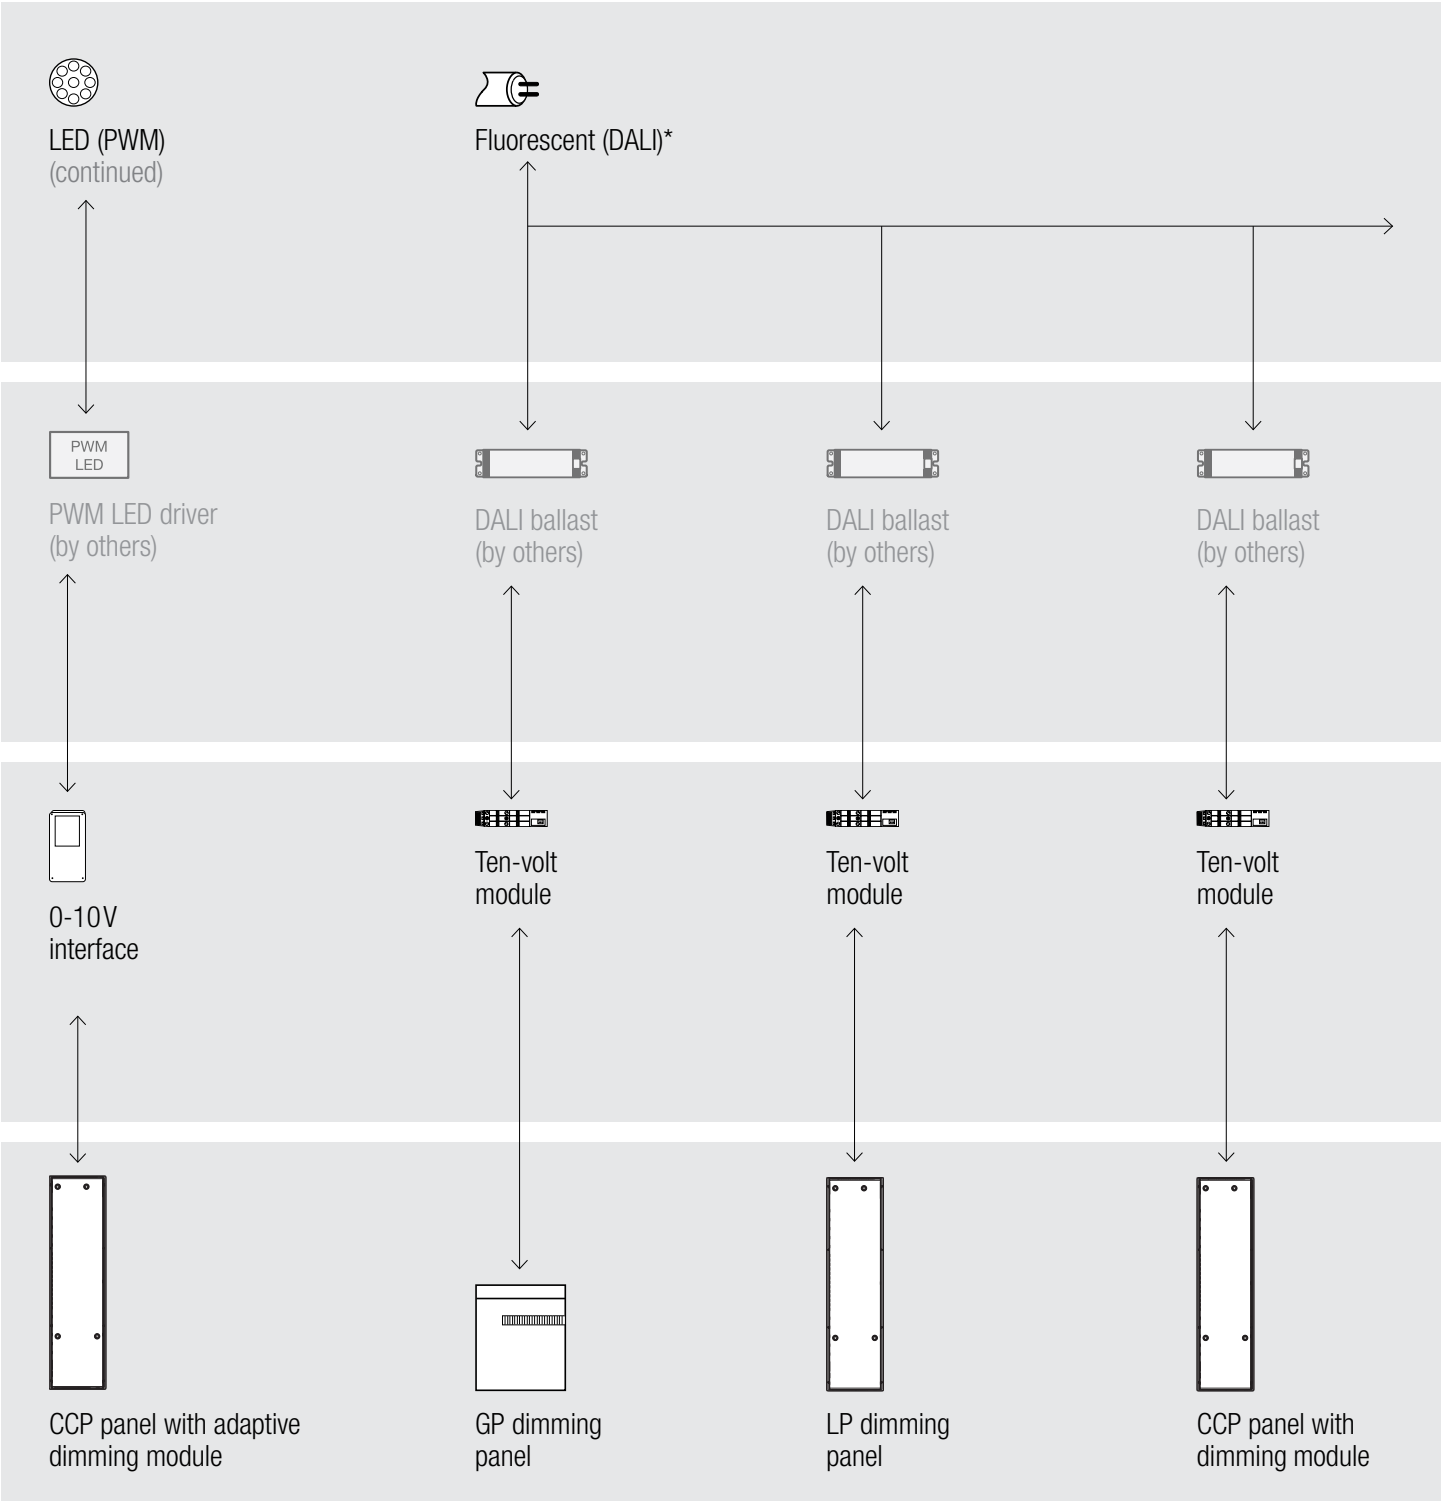 LED (PWM)
(continued)
Fluorescent (DALI)*
PWM
LED
PWM LED driver
(by others)
DALI ballast
(by others)
DALI ballast
(by others)
DALI ballast
(by others)
0-10V
interface
Ten-volt
module
Ten-volt
module
Ten-volt
module
CCP panel with adaptive
dimming module
GP dimming
panel
LP dimming
panel
CCP panel with
dimming module